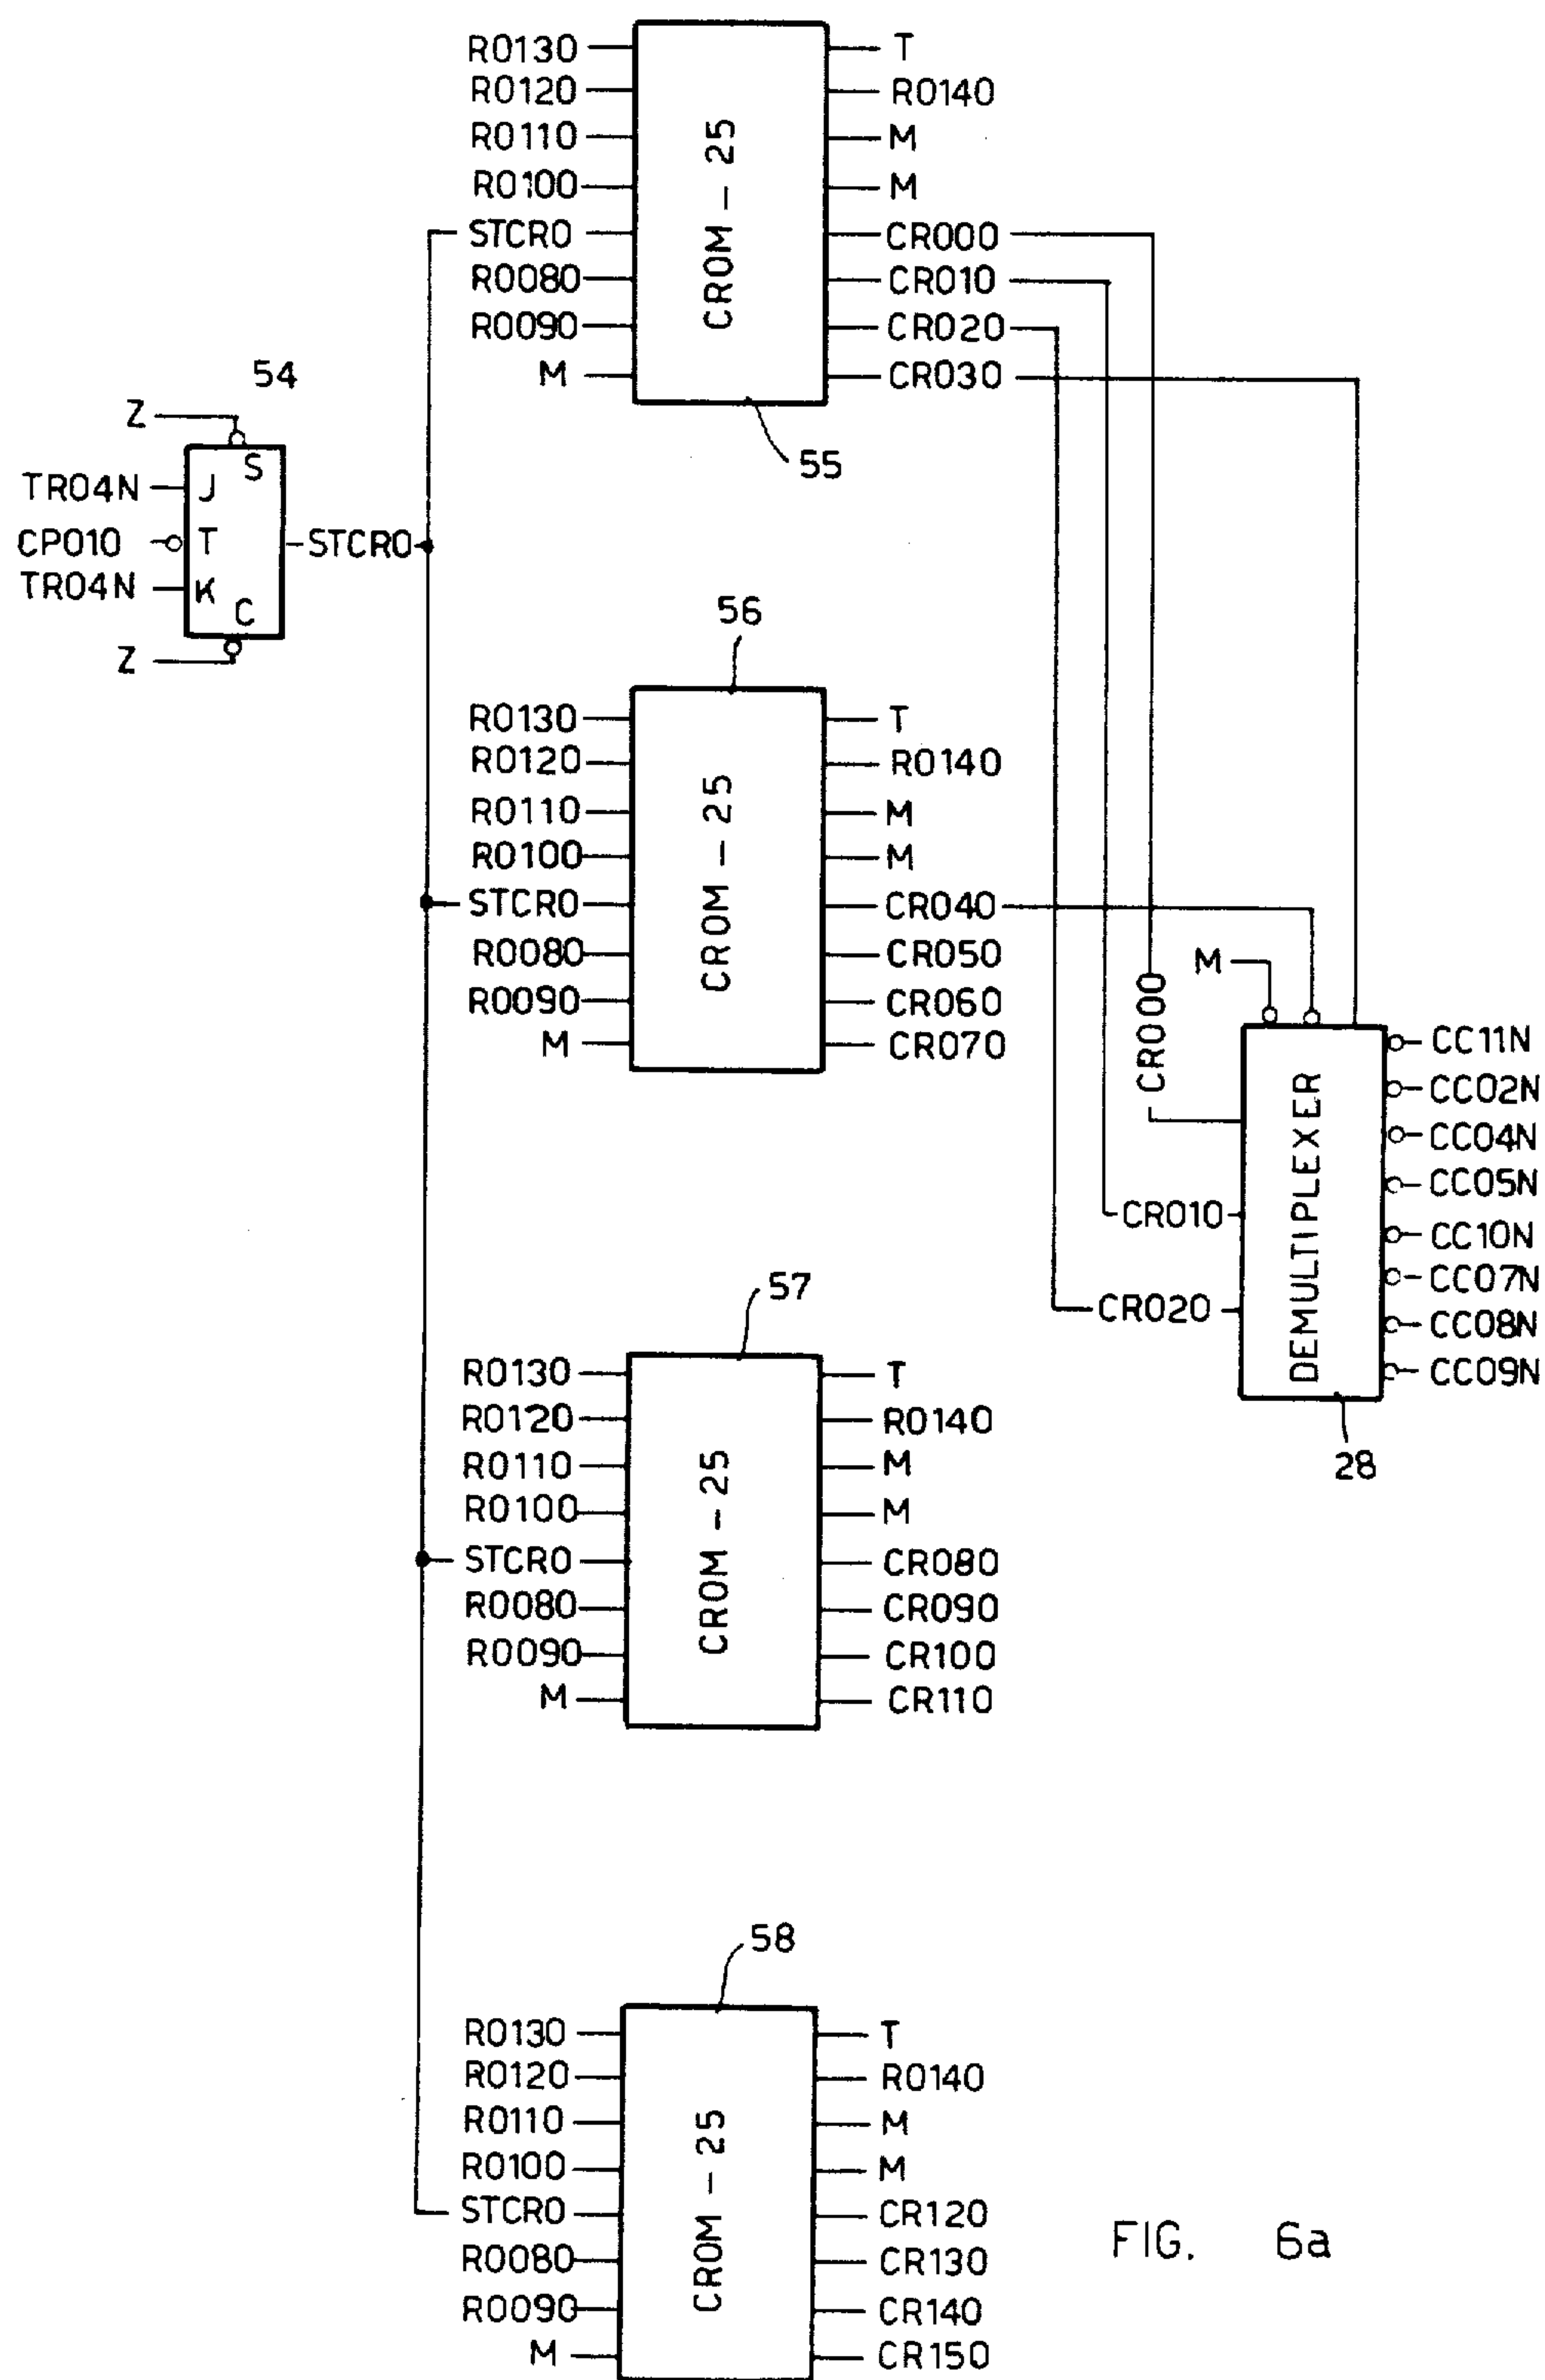 R0130
T
R0120
R0140
R0110
M
R0100
M
STCR0
CR000
R0080
CR010
R0090
CR020
M
CR030
CROM - 25
55
54
Z
S
TR04N
J
CP010
T
STCR0
TR04N
K
C
Z
56
R0130
T
R0120
R0140
R0110
M
R0100
M
STCR0
CR040
R0080
CR050
R0090
CR060
M
CR070
CROM - 25
M
CR000
CR010
CR020
DEMULTIPLEXER
CC11N
CC02N
CC04N
CC05N
CC10N
CC07N
CC08N
CC09N
28
57
R0130
T
R0120
R0140
R0110
M
R0100
M
STCR0
CR080
R0080
CR090
R0090
CR100
M
CR110
CROM - 25
58
R0130
T
R0120
R0140
R0110
M
R0100
M
STCR0
CR120
R0080
CR130
R0090
CR140
M
CR150
CROM - 25
FIG. 6a